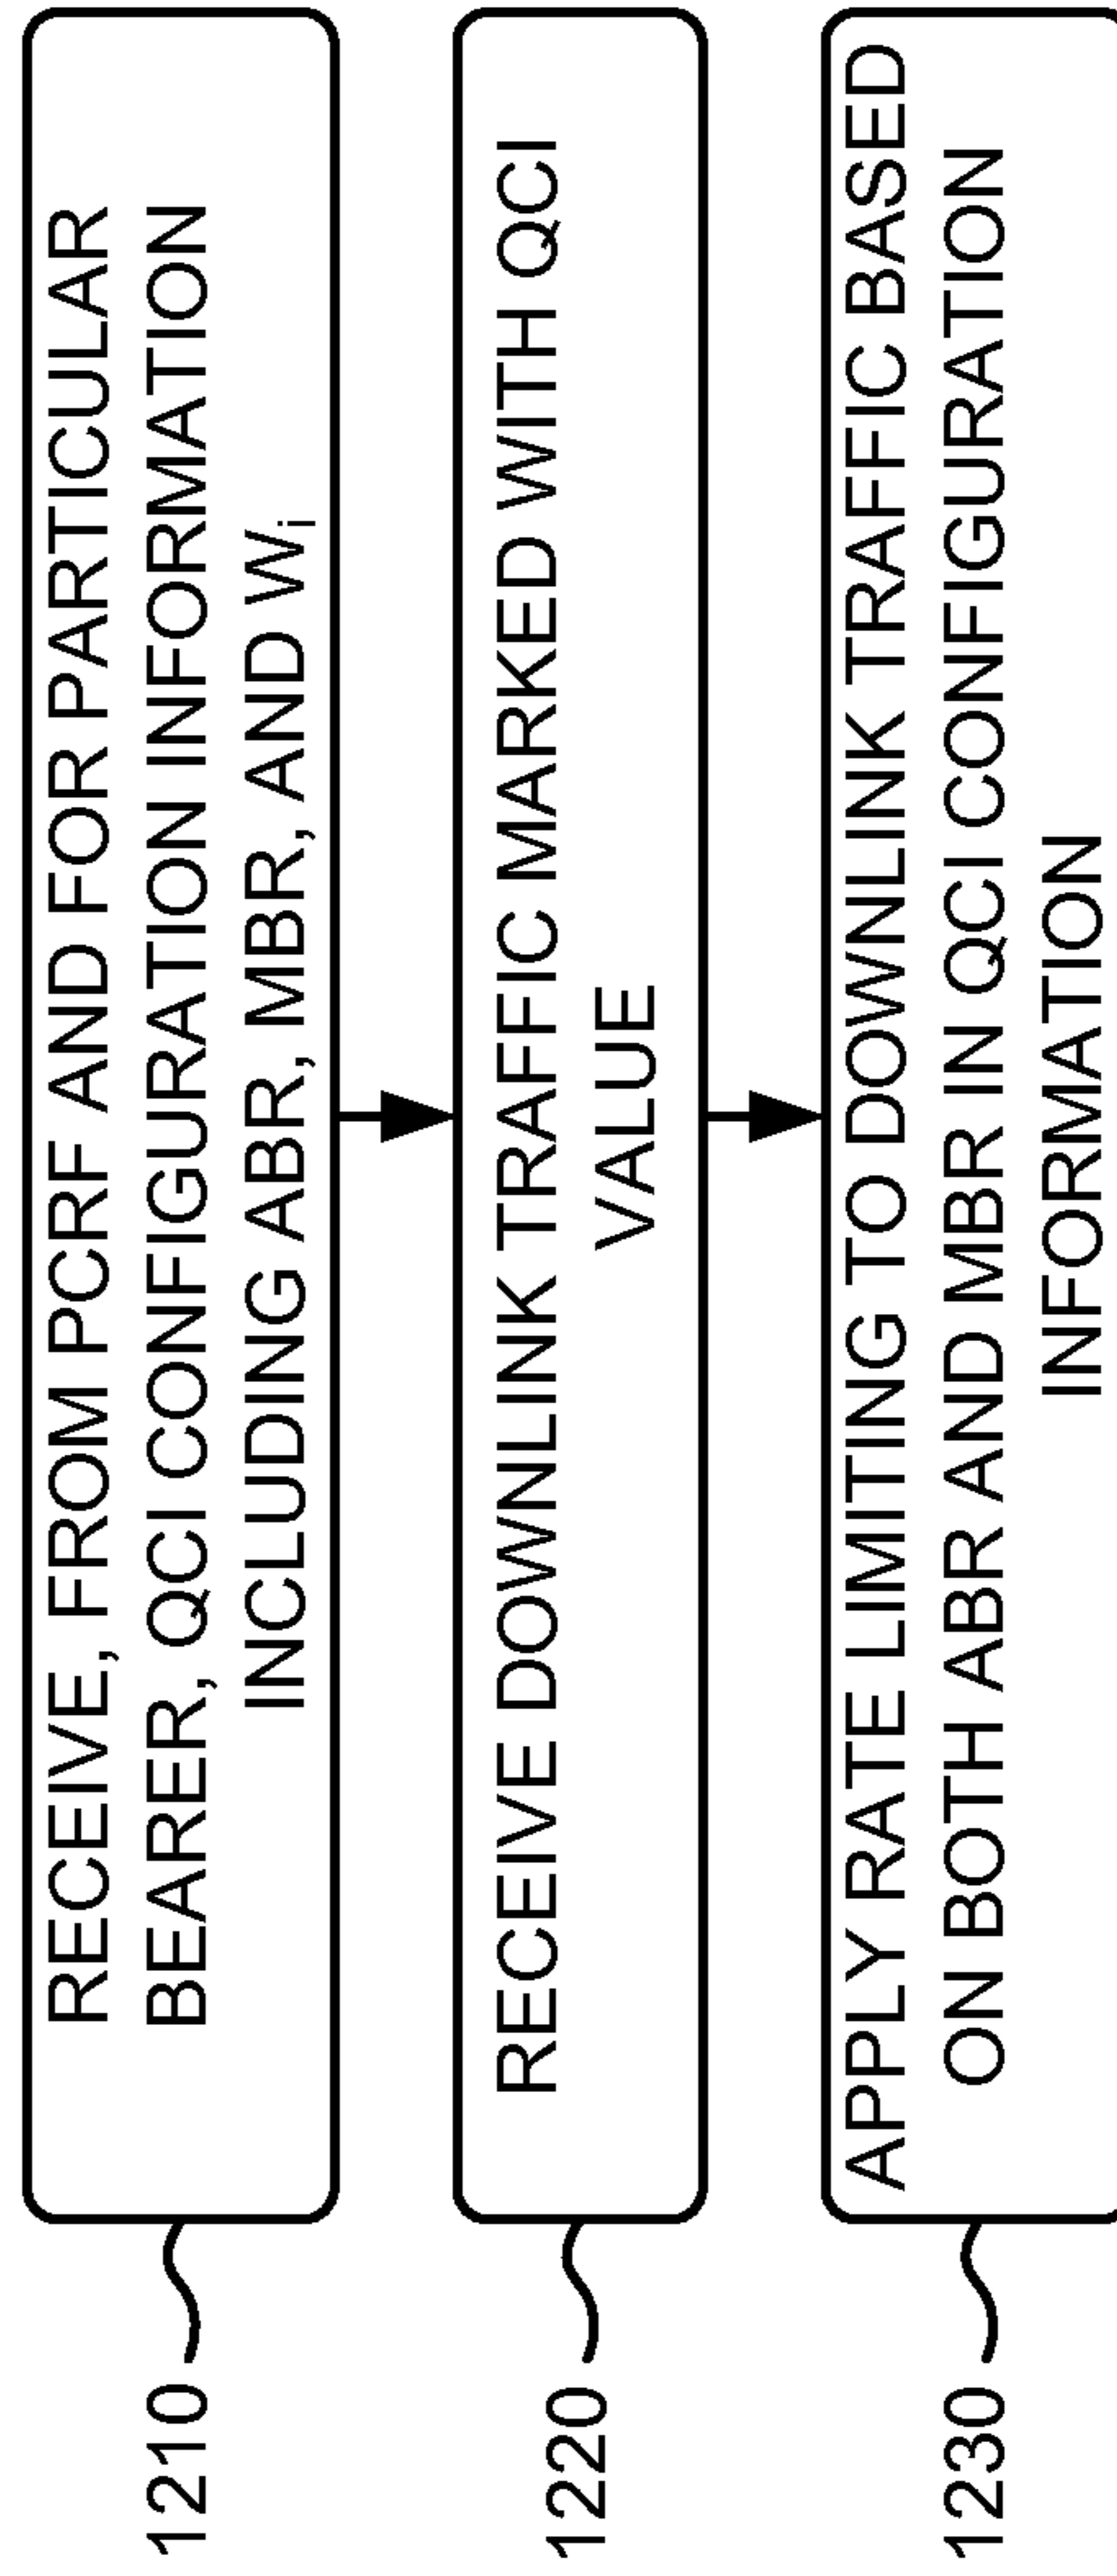 1210
RECEIVE, FROM PCRF AND FOR PARTICULAR
BEARER, QCI CONFIGURATION INFORMATION
INCLUDING ABR, MBR, AND Wi
1220
RECEIVE DOWNLINK TRAFFIC MARKED WITH QCI
VALUE
1230
APPLY RATE LIMITING TO DOWNLINK TRAFFIC BASED
ON BOTH ABR AND MBR IN QCI CONFIGURATION
INFORMATION